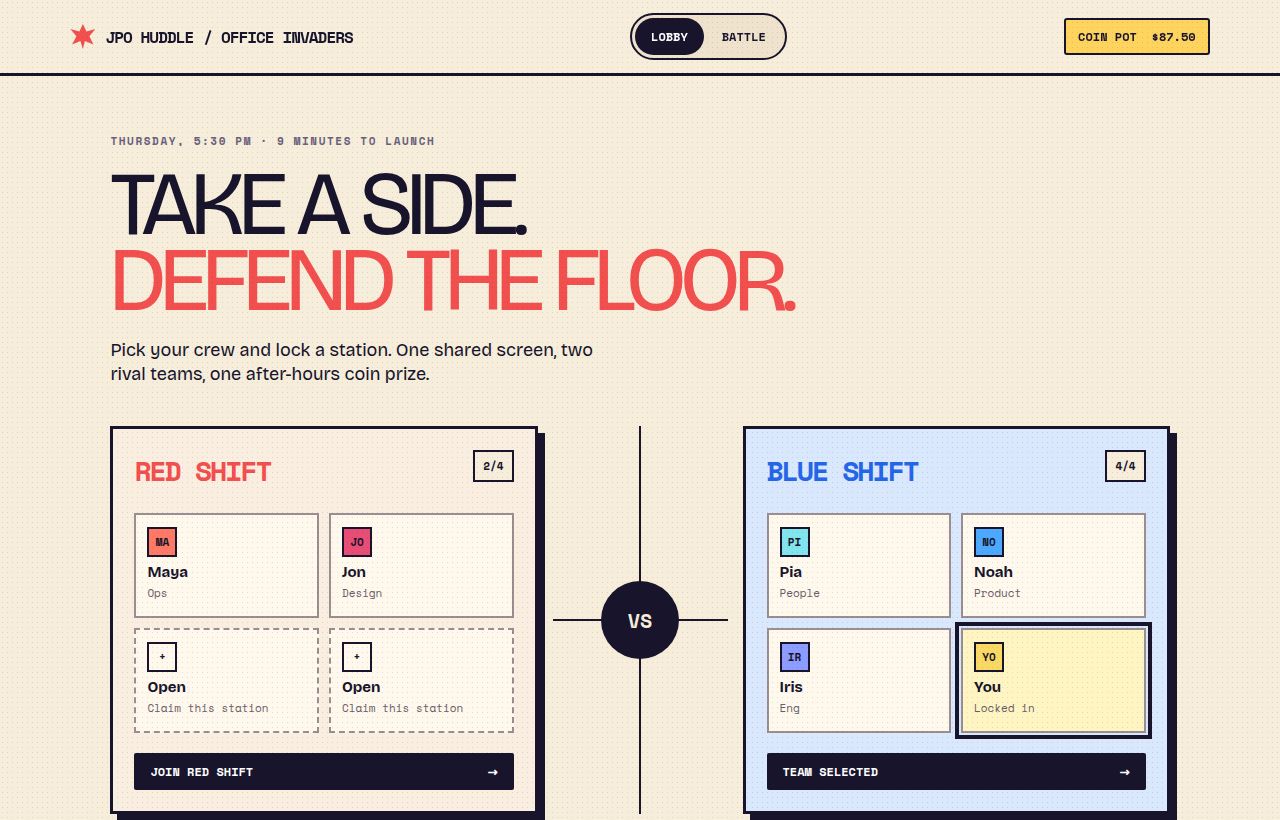 JPO HUDDLE / OFFICE INVADERS
LOBBY
BATTLE
COIN POT $87.50
THURSDAY, 5:30 PM · 9 MINUTES TO LAUNCH
TAKE A SIDE.
DEFEND THE FLOOR.
Pick your crew and lock a station. One shared screen, two
rival teams, one after-hours coin prize.
RED SHIFT
2/4
MA
Maya
Ops
JO
Jon
Design
+
Open
Claim this station
+
Open
Claim this station
JOIN RED SHIFT →
VS
BLUE SHIFT
4/4
PI
Pia
People
NO
Noah
Product
IR
Iris
Eng
YO
You
Locked in
TEAM SELECTED →